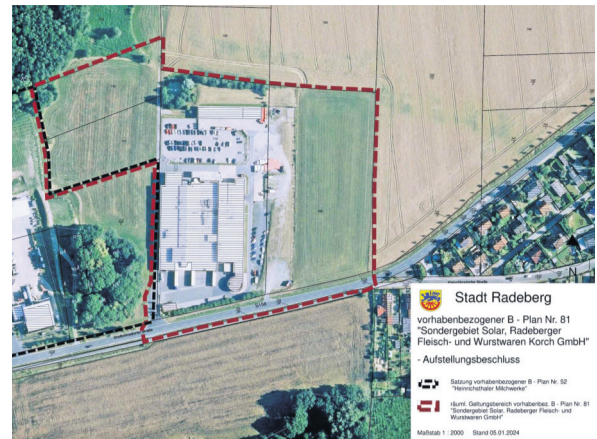 Stadt Radeberg
vorhabenbezogener B - Plan Nr. 81
"Sondergebiet Solar, Radeberger
Fleisch- und Wurstwaren Korch GmbH"
- Aufstellungsbeschluss
N
Satzung vorhabenbezogener B - Plan Nr. 52
"Heinrichsthaler Milchwerke"
räuml. Geltungsbereich vorhabenbez. B - Plan Nr. 81
"Sondergebiet Solar, Radeberger Fleisch- und
Wurstwaren GmbH"
Maßstab 1 : 2000 Stand 05.01.2024